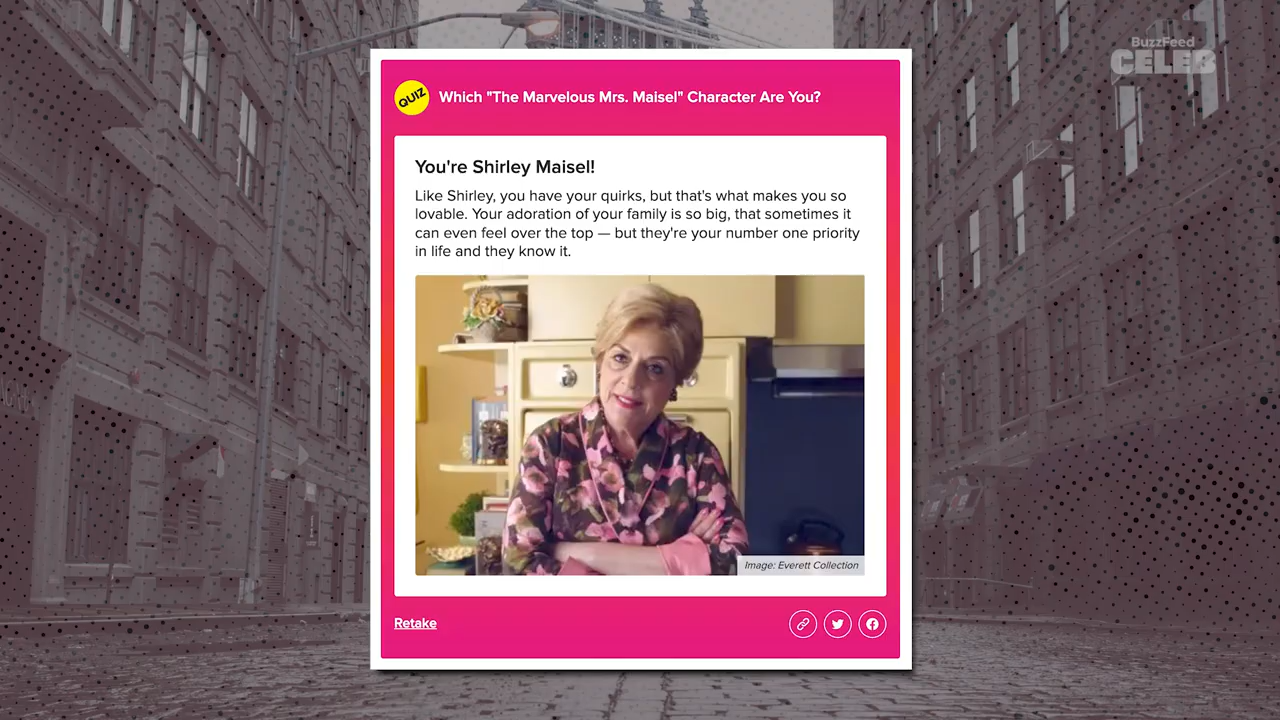 BuzzFeed
CELEB
QUIZ
Which "The Marvelous Mrs. Maisel" Character Are You?
You're Shirley Maisel!
Like Shirley, you have your quirks, but that's what makes you so
lovable. Your adoration of your family is so big, that sometimes it
can even feel over the top — but they're your number one priority
in life and they know it.
Image: Everett Collection
Retake